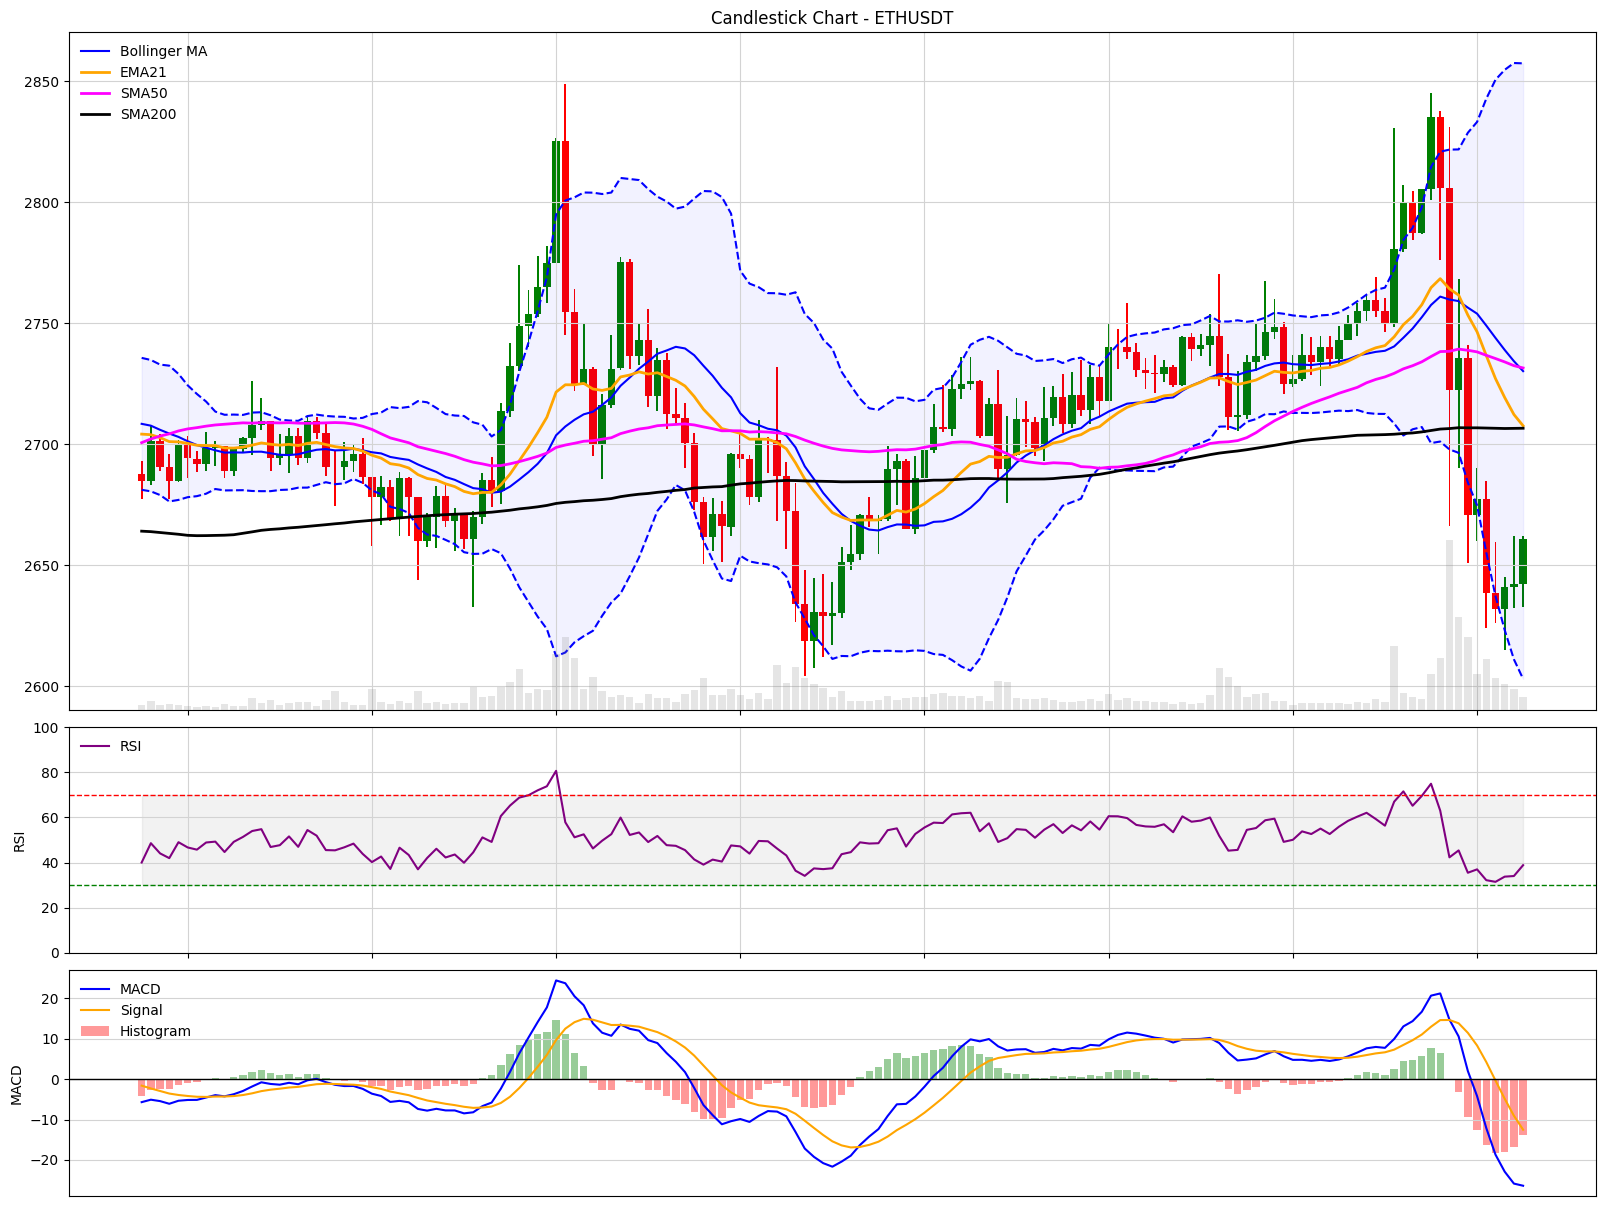 Candlestick Chart - ETHUSDT
Bollinger MA
EMA21
SMA50
SMA200
2850
2800
2750
2700
2650
2600
RSI
100
80
60
40
20
0
RSI
MACD
Signal
Histogram
20
10
0
−10
−20
MACD